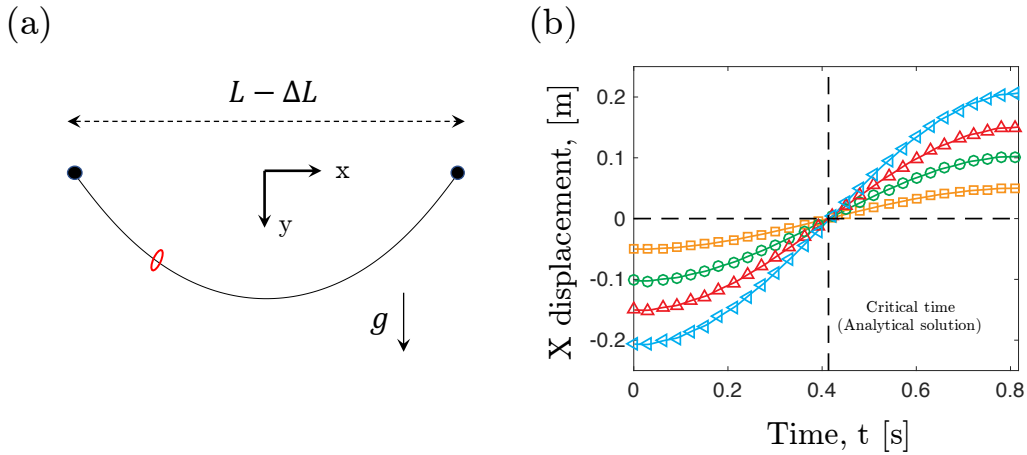 (a)
L − ΔL
x
y
g
(b)
X displacement, [m]
0.2
0.1
0
-0.1
-0.2
Critical time
(Analytical solution)
0 0.2 0.4 0.6 0.8
Time, t [s]